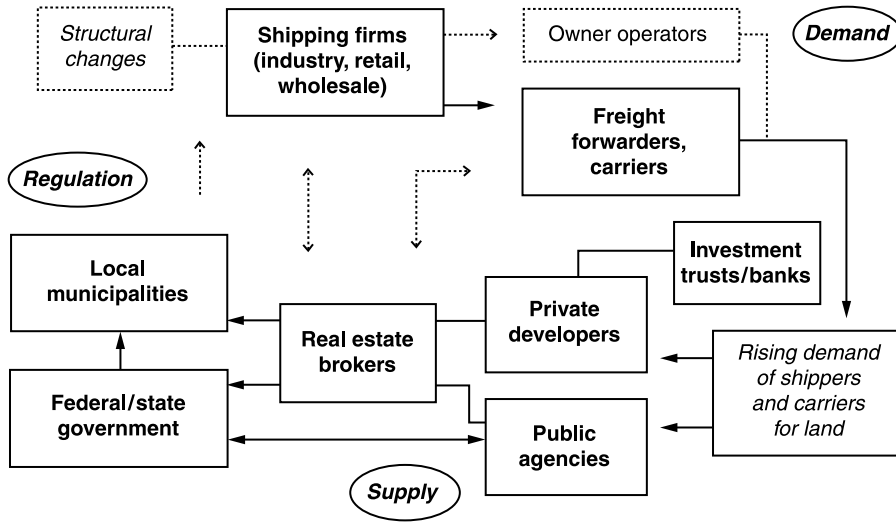 Structural
changes
Shipping firms
(industry, retail,
wholesale)
Owner operators
Demand
Freight
forwarders,
carriers
Regulation
Local
municipalities
Investment
trusts/banks
Private
developers
Real estate
brokers
Rising demand
of shippers
and carriers
for land
Federal/state
government
Public
agencies
Supply